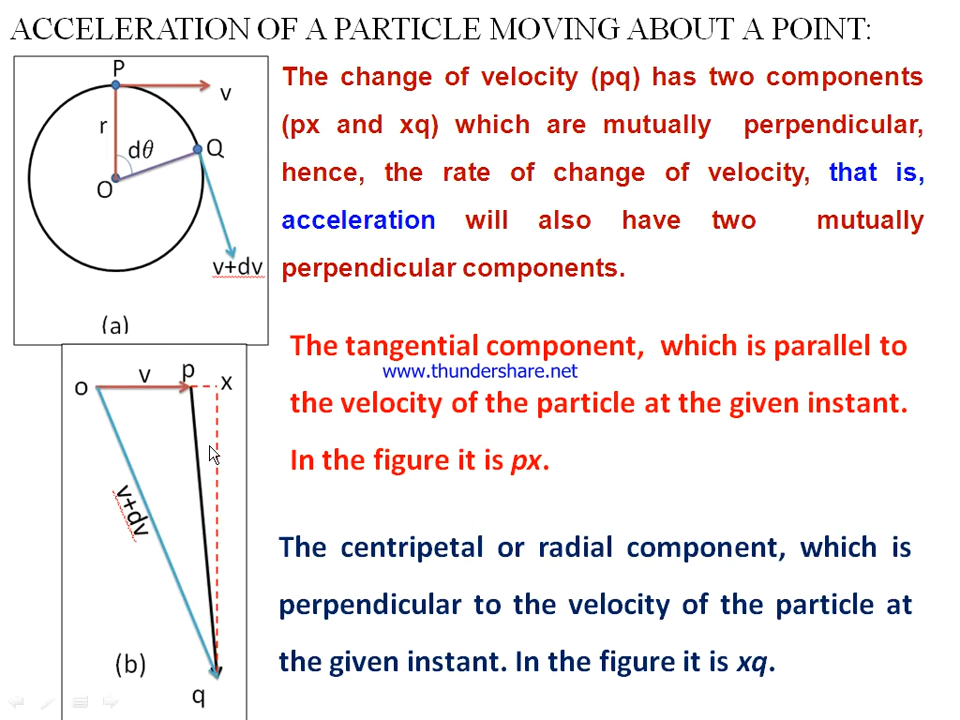 ACCELERATION OF A PARTICLE MOVING ABOUT A POINT:
P
v
r
dθ
Q
O
v+dv
(a)
The change of velocity (pq) has two components
(px and xq) which are mutually perpendicular,
hence, the rate of change of velocity, that is,
acceleration will also have two mutually
perpendicular components.
The tangential component, which is parallel to
www.thundershare.net
the velocity of the particle at the given instant.
In the figure it is px.
o
v
p
x
v+dv
(b)
q
The centripetal or radial component, which is
perpendicular to the velocity of the particle at
the given instant. In the figure it is xq.